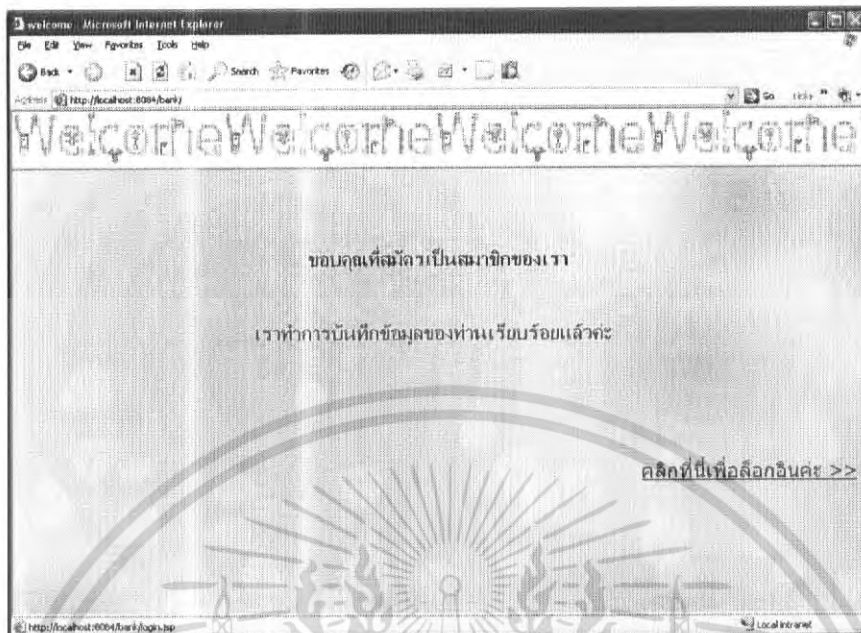 welcome - Microsoft Internet Explorer
File Edit View Favorites Tools Help
Back Search Favorites
Address http://localhost:8084/bank/ Go Links »
WelcomeWelcomeWelcomeWelcome
ขอบคุณที่สมัครเป็นสมาชิกของเรา
เราทำการบันทึกข้อมูลของท่านเรียบร้อยแล้วค่ะ
คลิกที่นี่เพื่อล็อกอินค่ะ >>
http://localhost:8084/bank/login.jsp Local intranet